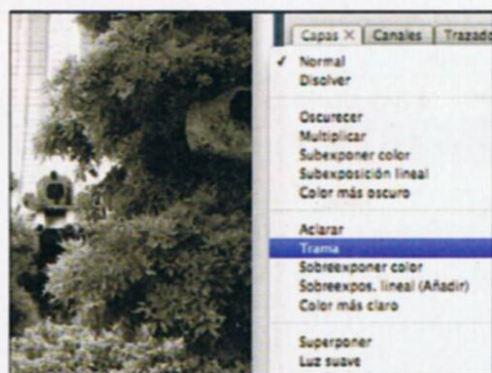 Capas × Canales Trazado
✓ Normal
Disolver
Oscurecer
Multiplicar
Subexponer color
Subexposición lineal
Color más oscuro
Aclarar
Trama
Sobreexponer color
Sobreexpos. lineal (Añadir)
Color más claro
Superponer
Luz suave